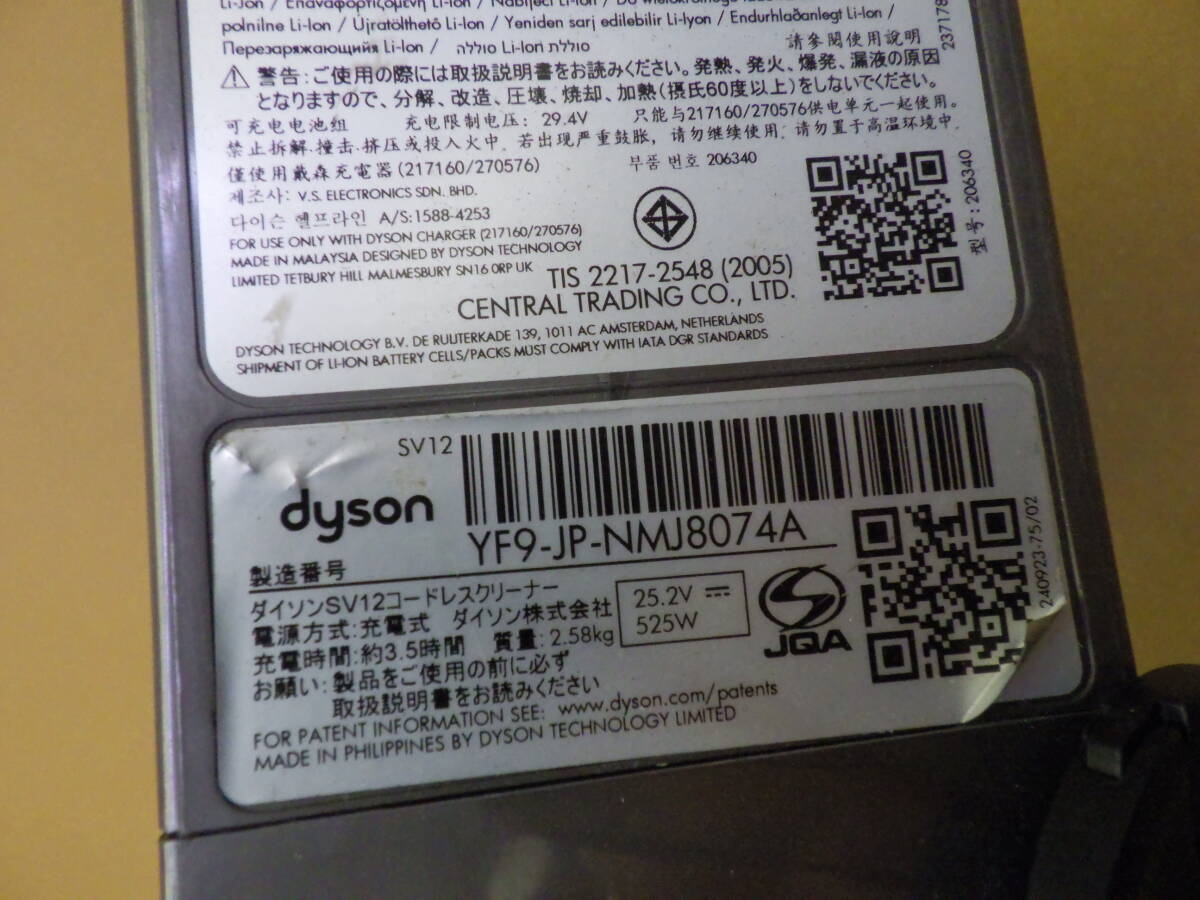 Li-Jon / Επαναφορτιζόμενη Li-Ion / Nabíjecí Li-Ion / Do wielokrotnego
polnilne Li-Ion / Újratölthető Li-Ion / Yeniden şarj edilebilir Li-Iyon / Endurhlaðanlegt Li-Ion /
Перезаряжающийя Li-Ion / סוללת Li-Ion סוללה
請參閱使用說明
237178
警告:ご使用の際には取扱説明書をお読みください。発熱、発火、爆発、漏液の原因
となりますので、分解、改造、圧壊、焼却、加熱(摂氏60度以上)をしないでください。
可充电电池组 充电限制电压: 29.4V 只能与217160/270576供电单元一起使用。
禁止拆解,撞击,挤压或投入火中,若出现严重鼓胀,请勿继续使用,请勿置于高温环境中.
僅使用戴森充電器(217160/270576) 부품 번호 206340
제조사: V.S. ELECTRONICS SDN. BHD.
다이슨 헬프라인 A/S:1588-4253
FOR USE ONLY WITH DYSON CHARGER (217160/270576)
MADE IN MALAYSIA DESIGNED BY DYSON TECHNOLOGY
LIMITED TETBURY HILL MALMESBURY SN16 0RP UK
TIS 2217-2548 (2005)
CENTRAL TRADING CO., LTD.
型号: 206340
DYSON TECHNOLOGY B.V. DE RUIJTERKADE 139, 1011 AC AMSTERDAM, NETHERLANDS
SHIPMENT OF LI-ION BATTERY CELLS/PACKS MUST COMPLY WITH IATA DGR STANDARDS
SV12
dyson
YF9-JP-NMJ8074A
製造番号
ダイソンSV12コードレスクリーナー
電源方式:充電式 ダイソン株式会社
充電時間:約3.5時間 質量: 2.58kg
25.2V
525W
JQA
240923-75/02
お願い:製品をご使用の前に必ず
取扱説明書をお読みください
FOR PATENT INFORMATION SEE: www.dyson.com/patents
MADE IN PHILIPPINES BY DYSON TECHNOLOGY LIMITED